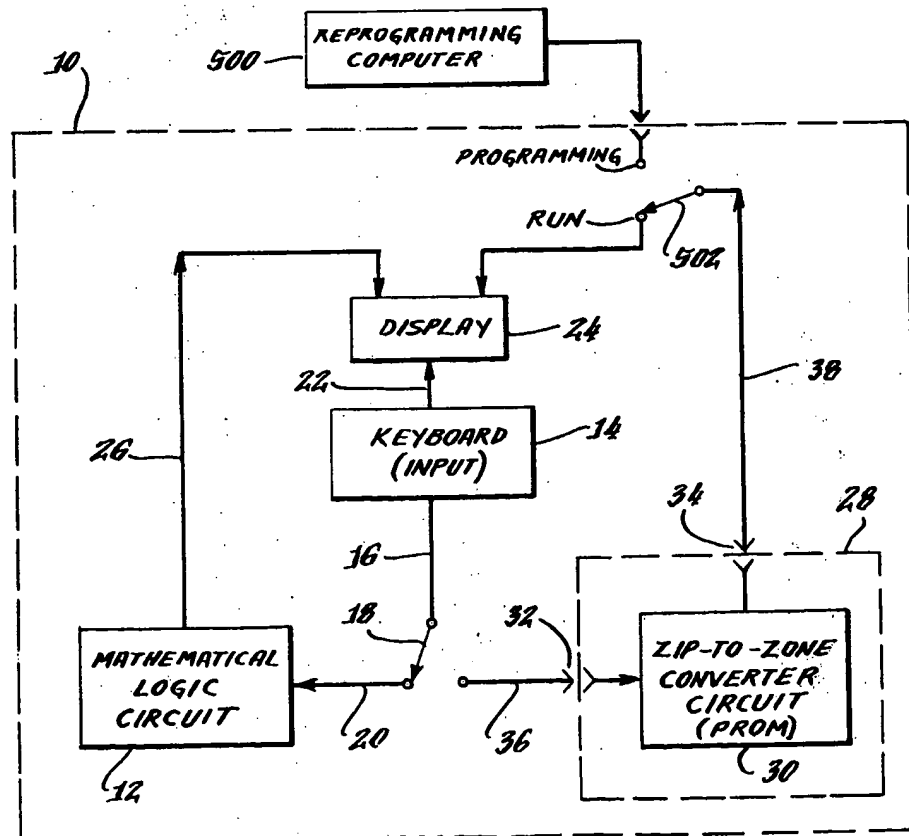 REPROGRAMMING
COMPUTER
500
10
PROGRAMMING
RUN
502
DISPLAY
24
22
38
KEYBOARD
(INPUT)
14
26
34
28
16
18
32
MATHEMATICAL
LOGIC
CIRCUIT
ZIP-TO-ZONE
CONVERTER
CIRCUIT
(PROM)
20
36
12
30